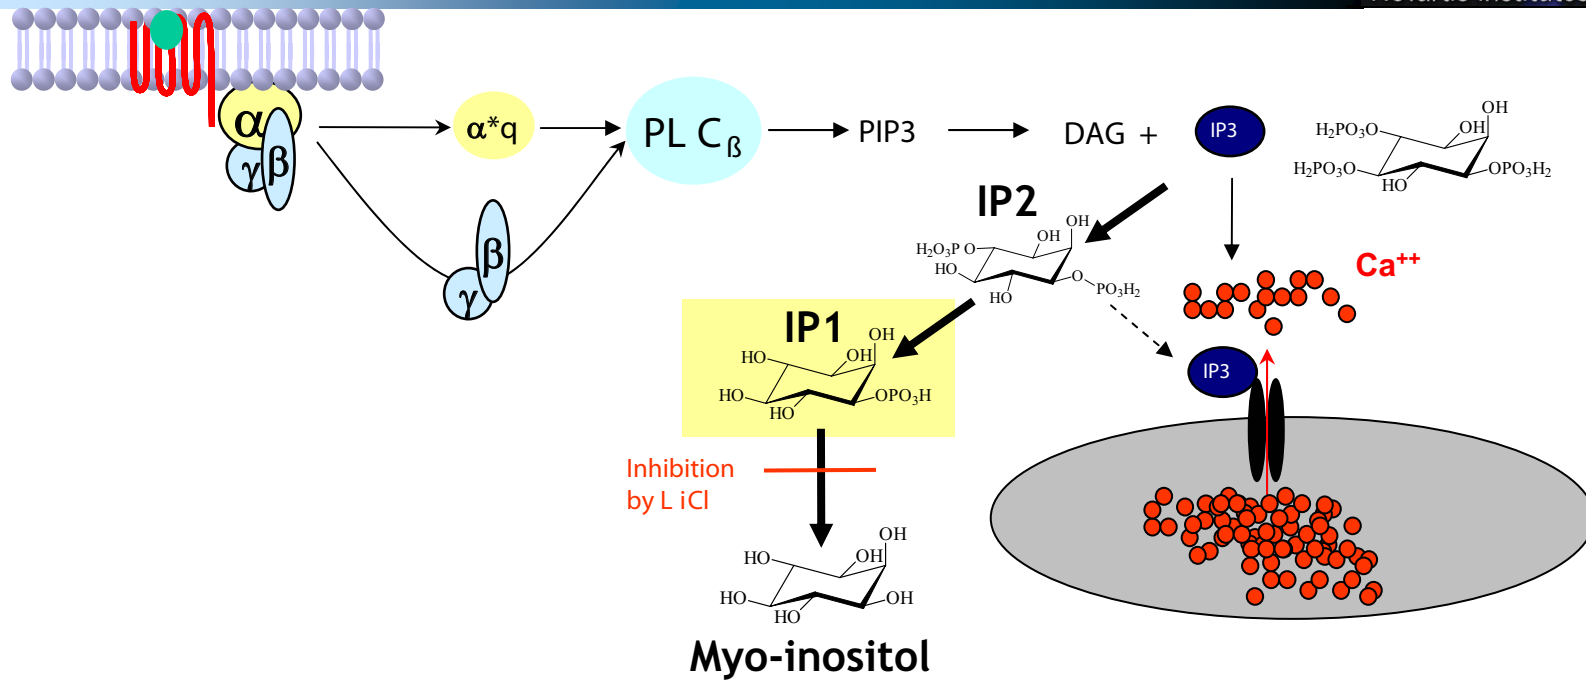 α
γ
β
α*q
PL Cß
PIP3
DAG +
IP3
OH
H2PO3O
OH
H2PO3O
HO
OPO3H2
IP2
OH
H2O3P O
OH
HO
O
PO3H2
HO
Ca++
β
γ
IP1
OH
HO
OH
HO
OPO3H
HO
IP3
Inhibition
by L iCl
OH
HO
OH
HO
OH
HO
Myo-inositol